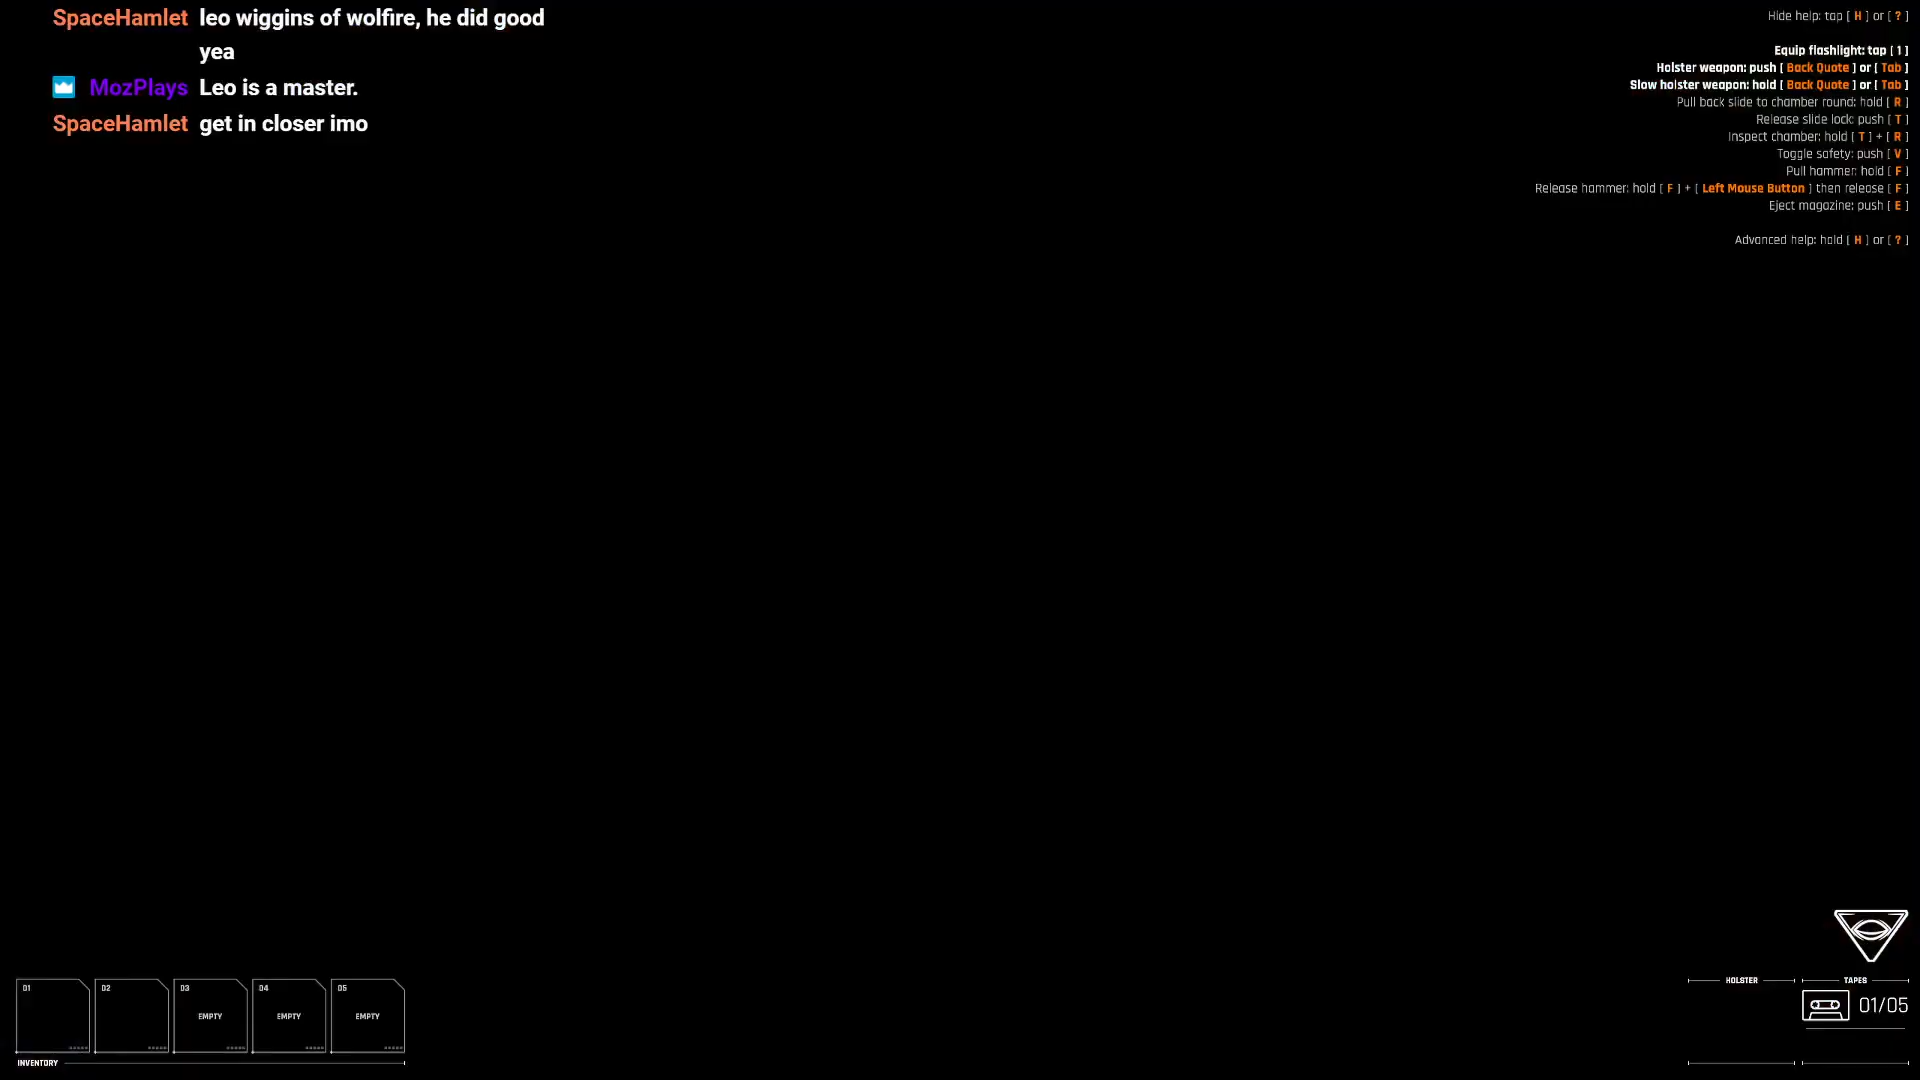 SpaceHamlet leo wiggins of wolfire, he did good
yea
MozPlays Leo is a master.
SpaceHamlet get in closer imo
Hide help: tap [ H ] or [ ? ]
Equip flashlight: tap [ 1 ]
Holster weapon: push [ Back Quote ] or [ Tab ]
Slow holster weapon: hold [ Back Quote ] or [ Tab ]
Pull back slide to chamber round: hold [ R ]
Release slide lock: push [ T ]
Inspect chamber: hold [ T ] + [ R ]
Toggle safety: push [ V ]
Pull hammer: hold [ F ]
Release hammer: hold [ F ] + [ Left Mouse Button ] then release [ F ]
Eject magazine: push [ E ]
Advanced help: hold [ H ] or [ ? ]
01 02 03 04 05
EMPTY EMPTY EMPTY
INVENTORY
HOLSTER TAPES
01/05